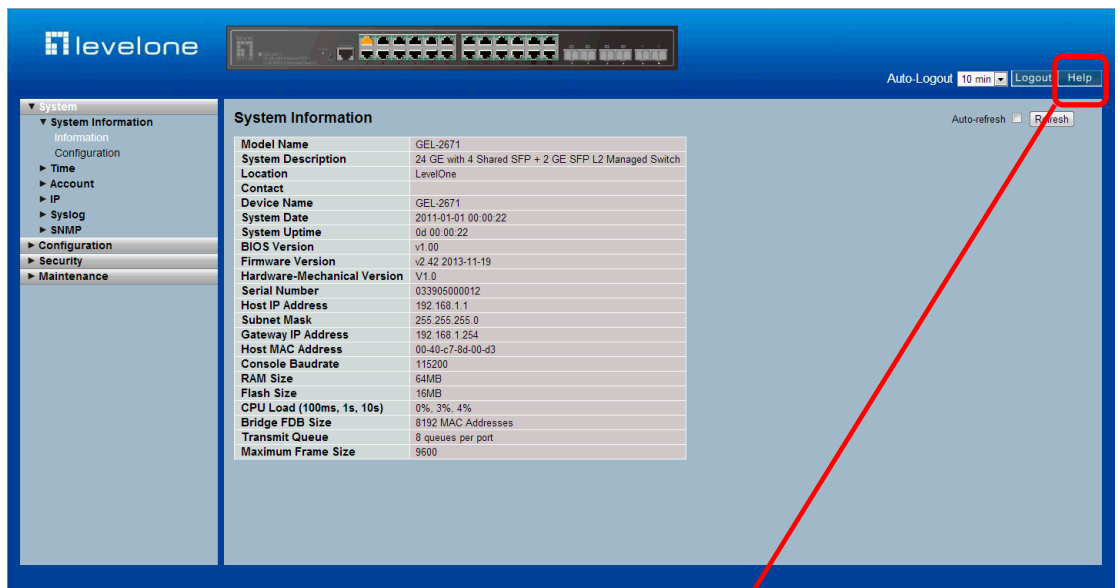 levelone
Auto-Logout 10 min Logout Help
▼ System
▼ System Information
Information
Configuration
► Time
► Account
► IP
► Syslog
► SNMP
► Configuration
► Security
► Maintenance
System Information
Auto-refresh Refresh
Model Name GEL-2671
System Description 24 GE with 4 Shared SFP + 2 GE SFP L2 Managed Switch
Location LevelOne
Contact
Device Name GEL-2671
System Date 2011-01-01 00:00:22
System Uptime 0d 00:00:22
BIOS Version v1.00
Firmware Version v2.42 2013-11-19
Hardware-Mechanical Version V1.0
Serial Number 033905000012
Host IP Address 192.168.1.1
Subnet Mask 255.255.255.0
Gateway IP Address 192.168.1.254
Host MAC Address 00-40-c7-8d-00-d3
Console Baudrate 115200
RAM Size 64MB
Flash Size 16MB
CPU Load (100ms, 1s, 10s) 0%, 3%, 4%
Bridge FDB Size 8192 MAC Addresses
Transmit Queue 8 queues per port
Maximum Frame Size 9600